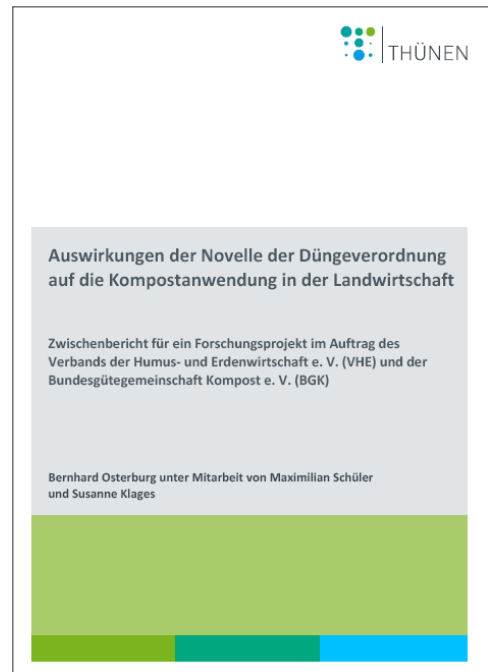 THÜNEN
Auswirkungen der Novelle der Düngeverordnung
auf die Kompostanwendung in der Landwirtschaft
Zwischenbericht für ein Forschungsprojekt im Auftrag des
Verbands der Humus- und Erdenwirtschaft e. V. (VHE) und der
Bundesgütegemeinschaft Kompost e. V. (BGK)
Bernhard Osterburg unter Mitarbeit von Maximilian Schüler
und Susanne Klages